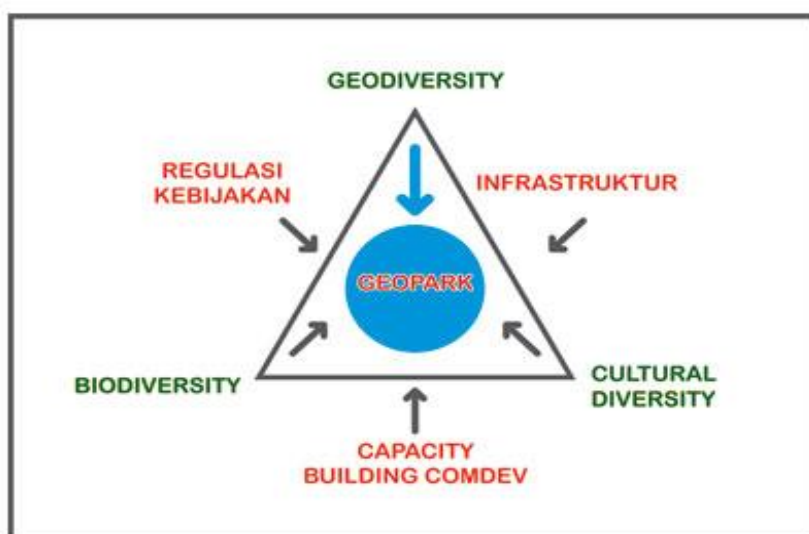 GEODIVERSITY
REGULASI
KEBIJAKAN
INFRASTRUKTUR
GEOPARK
BIODIVERSITY
CULTURAL
DIVERSITY
CAPACITY
BUILDING COMDEV